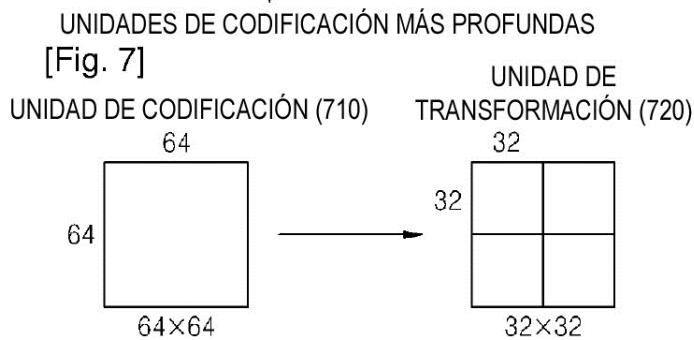 UNIDADES DE CODIFICACIÓN MÁS PROFUNDAS
[Fig. 7]
UNIDAD DE CODIFICACIÓN (710)
UNIDAD DE
TRANSFORMACIÓN (720)
64
32
64
32
64×64
32×32